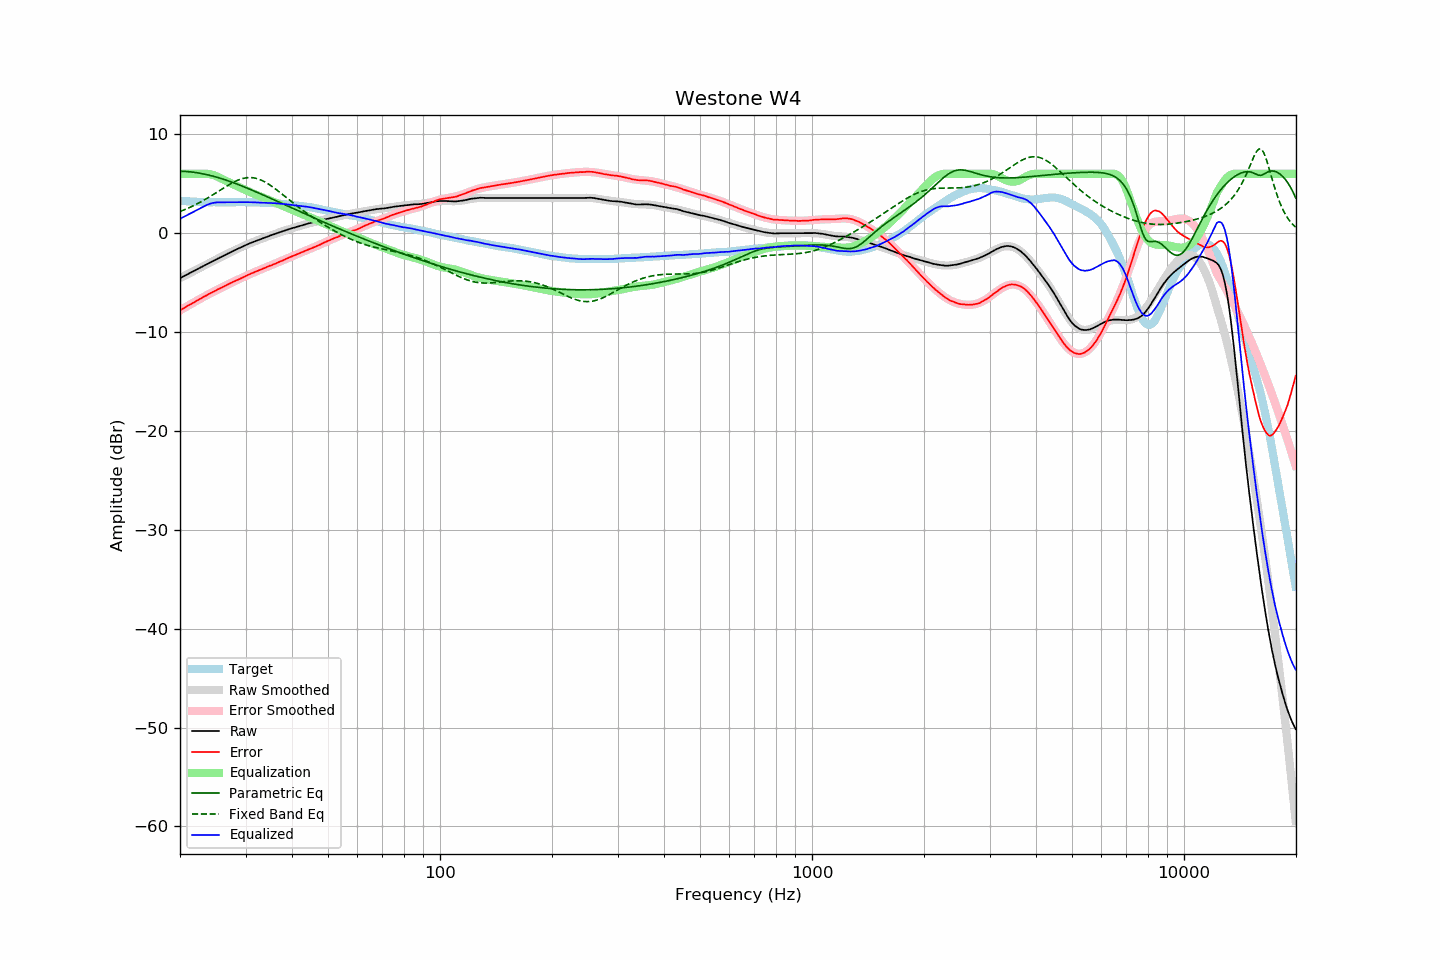 Westone W4
10
0
−10
−20
−30
−40
−50
−60
Amplitude (dBr)
Target
Raw Smoothed
Error Smoothed
Raw
Error
Equalization
Parametric Eq
Fixed Band Eq
Equalized
100
1000
10000
Frequency (Hz)